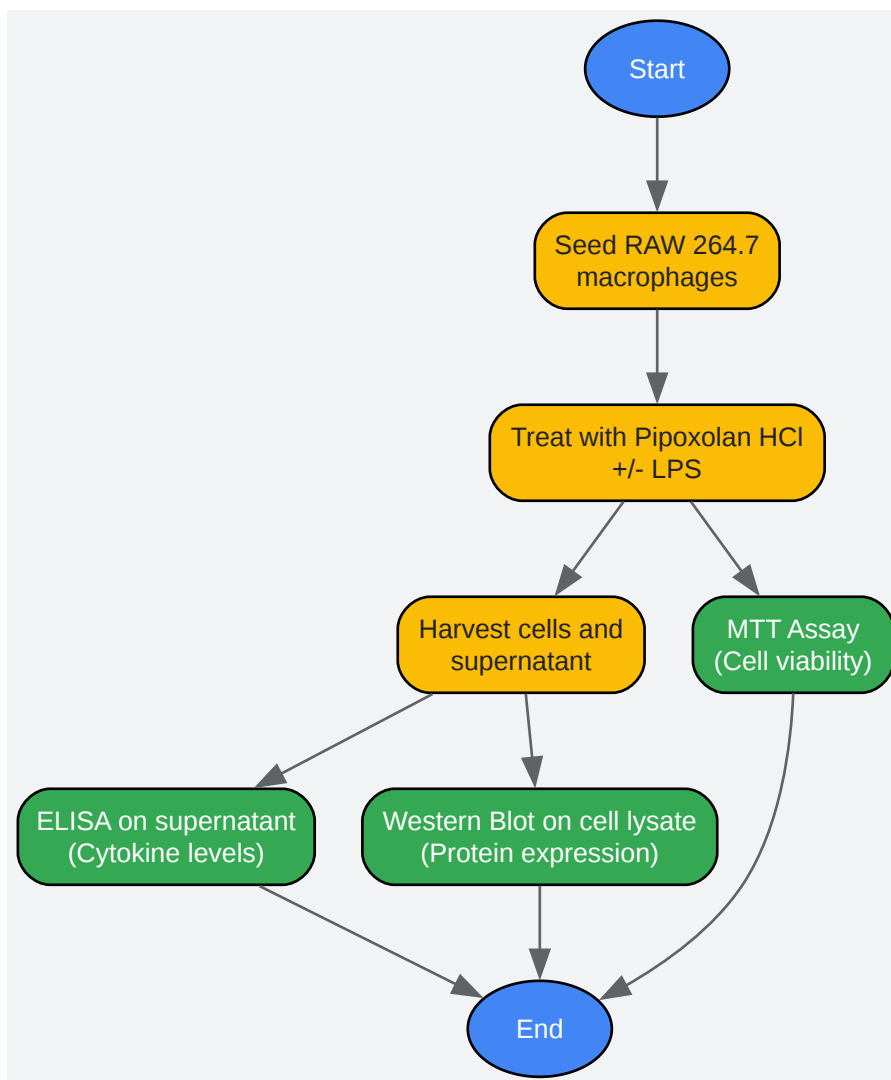 Start
Seed RAW 264.7
macrophages
Treat with Pipoxolan HCl
+/- LPS
Harvest cells and
supernatant
MTT Assay
(Cell viability)
ELISA on supernatant
(Cytokine levels)
Western Blot on cell lysate
(Protein expression)
End